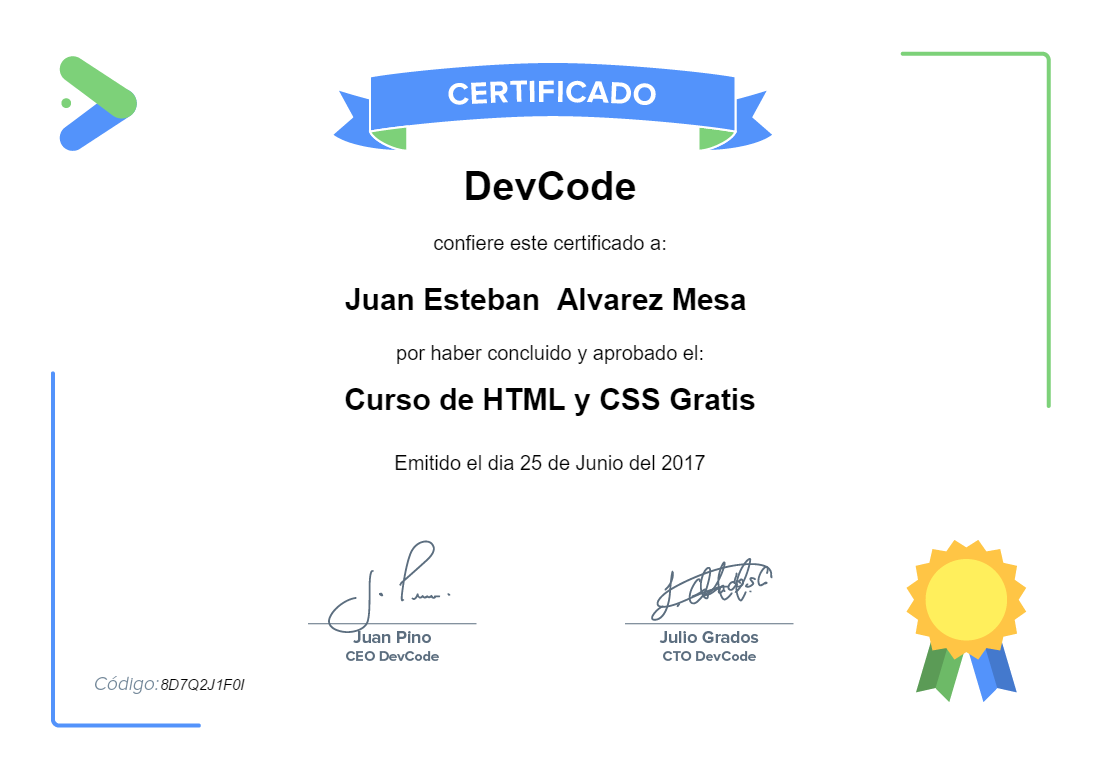 CERTIFICADO
DevCode
confiere este certificado a:
Juan Esteban  Alvarez Mesa
por haber concluido y aprobado el:
Curso de HTML y CSS Gratis
Emitido el dia 25 de Junio del 2017
Juan Pino
CEO DevCode
Julio Grados
CTO DevCode
Código:8D7Q2J1F0I